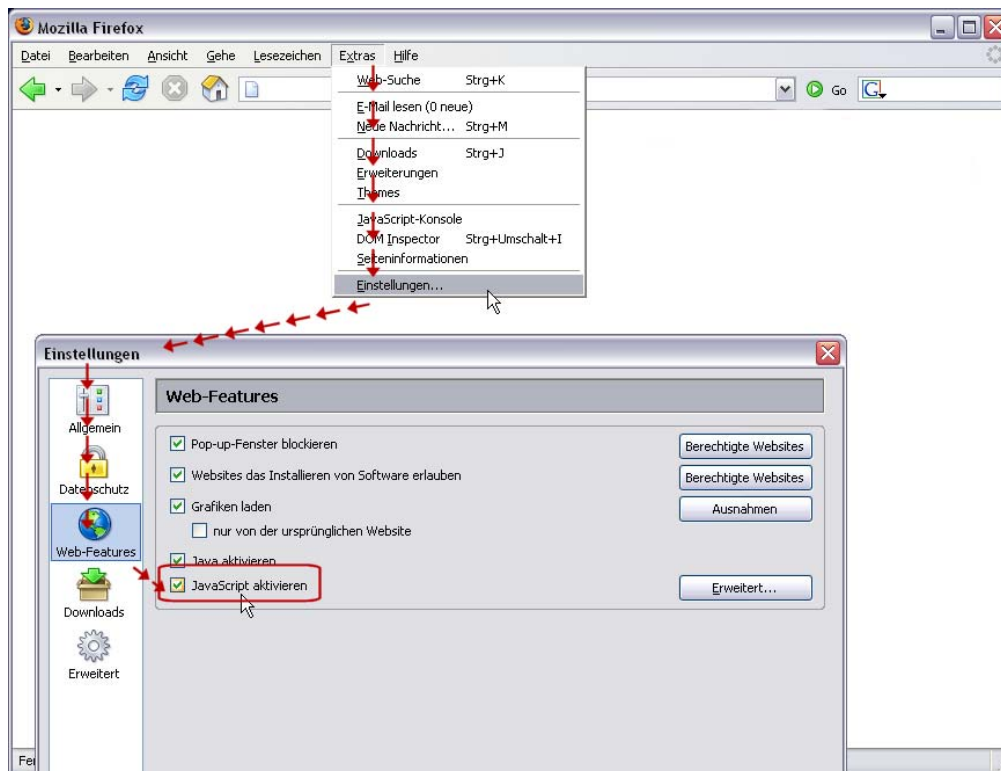 Mozilla Firefox
Datei Bearbeiten Ansicht Gehe Lesezeichen Extras Hilfe
Go
Web-Suche Strg+K
E-Mail lesen (0 neue)
Neue Nachricht... Strg+M
Downloads Strg+J
Erweiterungen
Themes
JavaScript-Konsole
DOM Inspector Strg+Umschalt+I
Seiteninformationen
Einstellungen...
Einstellungen
Allgemein
Datenschutz
Web-Features
Downloads
Erweitert
Web-Features
Pop-up-Fenster blockieren Berechtigte Websites
Websites das Installieren von Software erlauben Berechtigte Websites
Grafiken laden Ausnahmen
nur von der ursprünglichen Website
Java aktivieren
JavaScript aktivieren Erweitert...